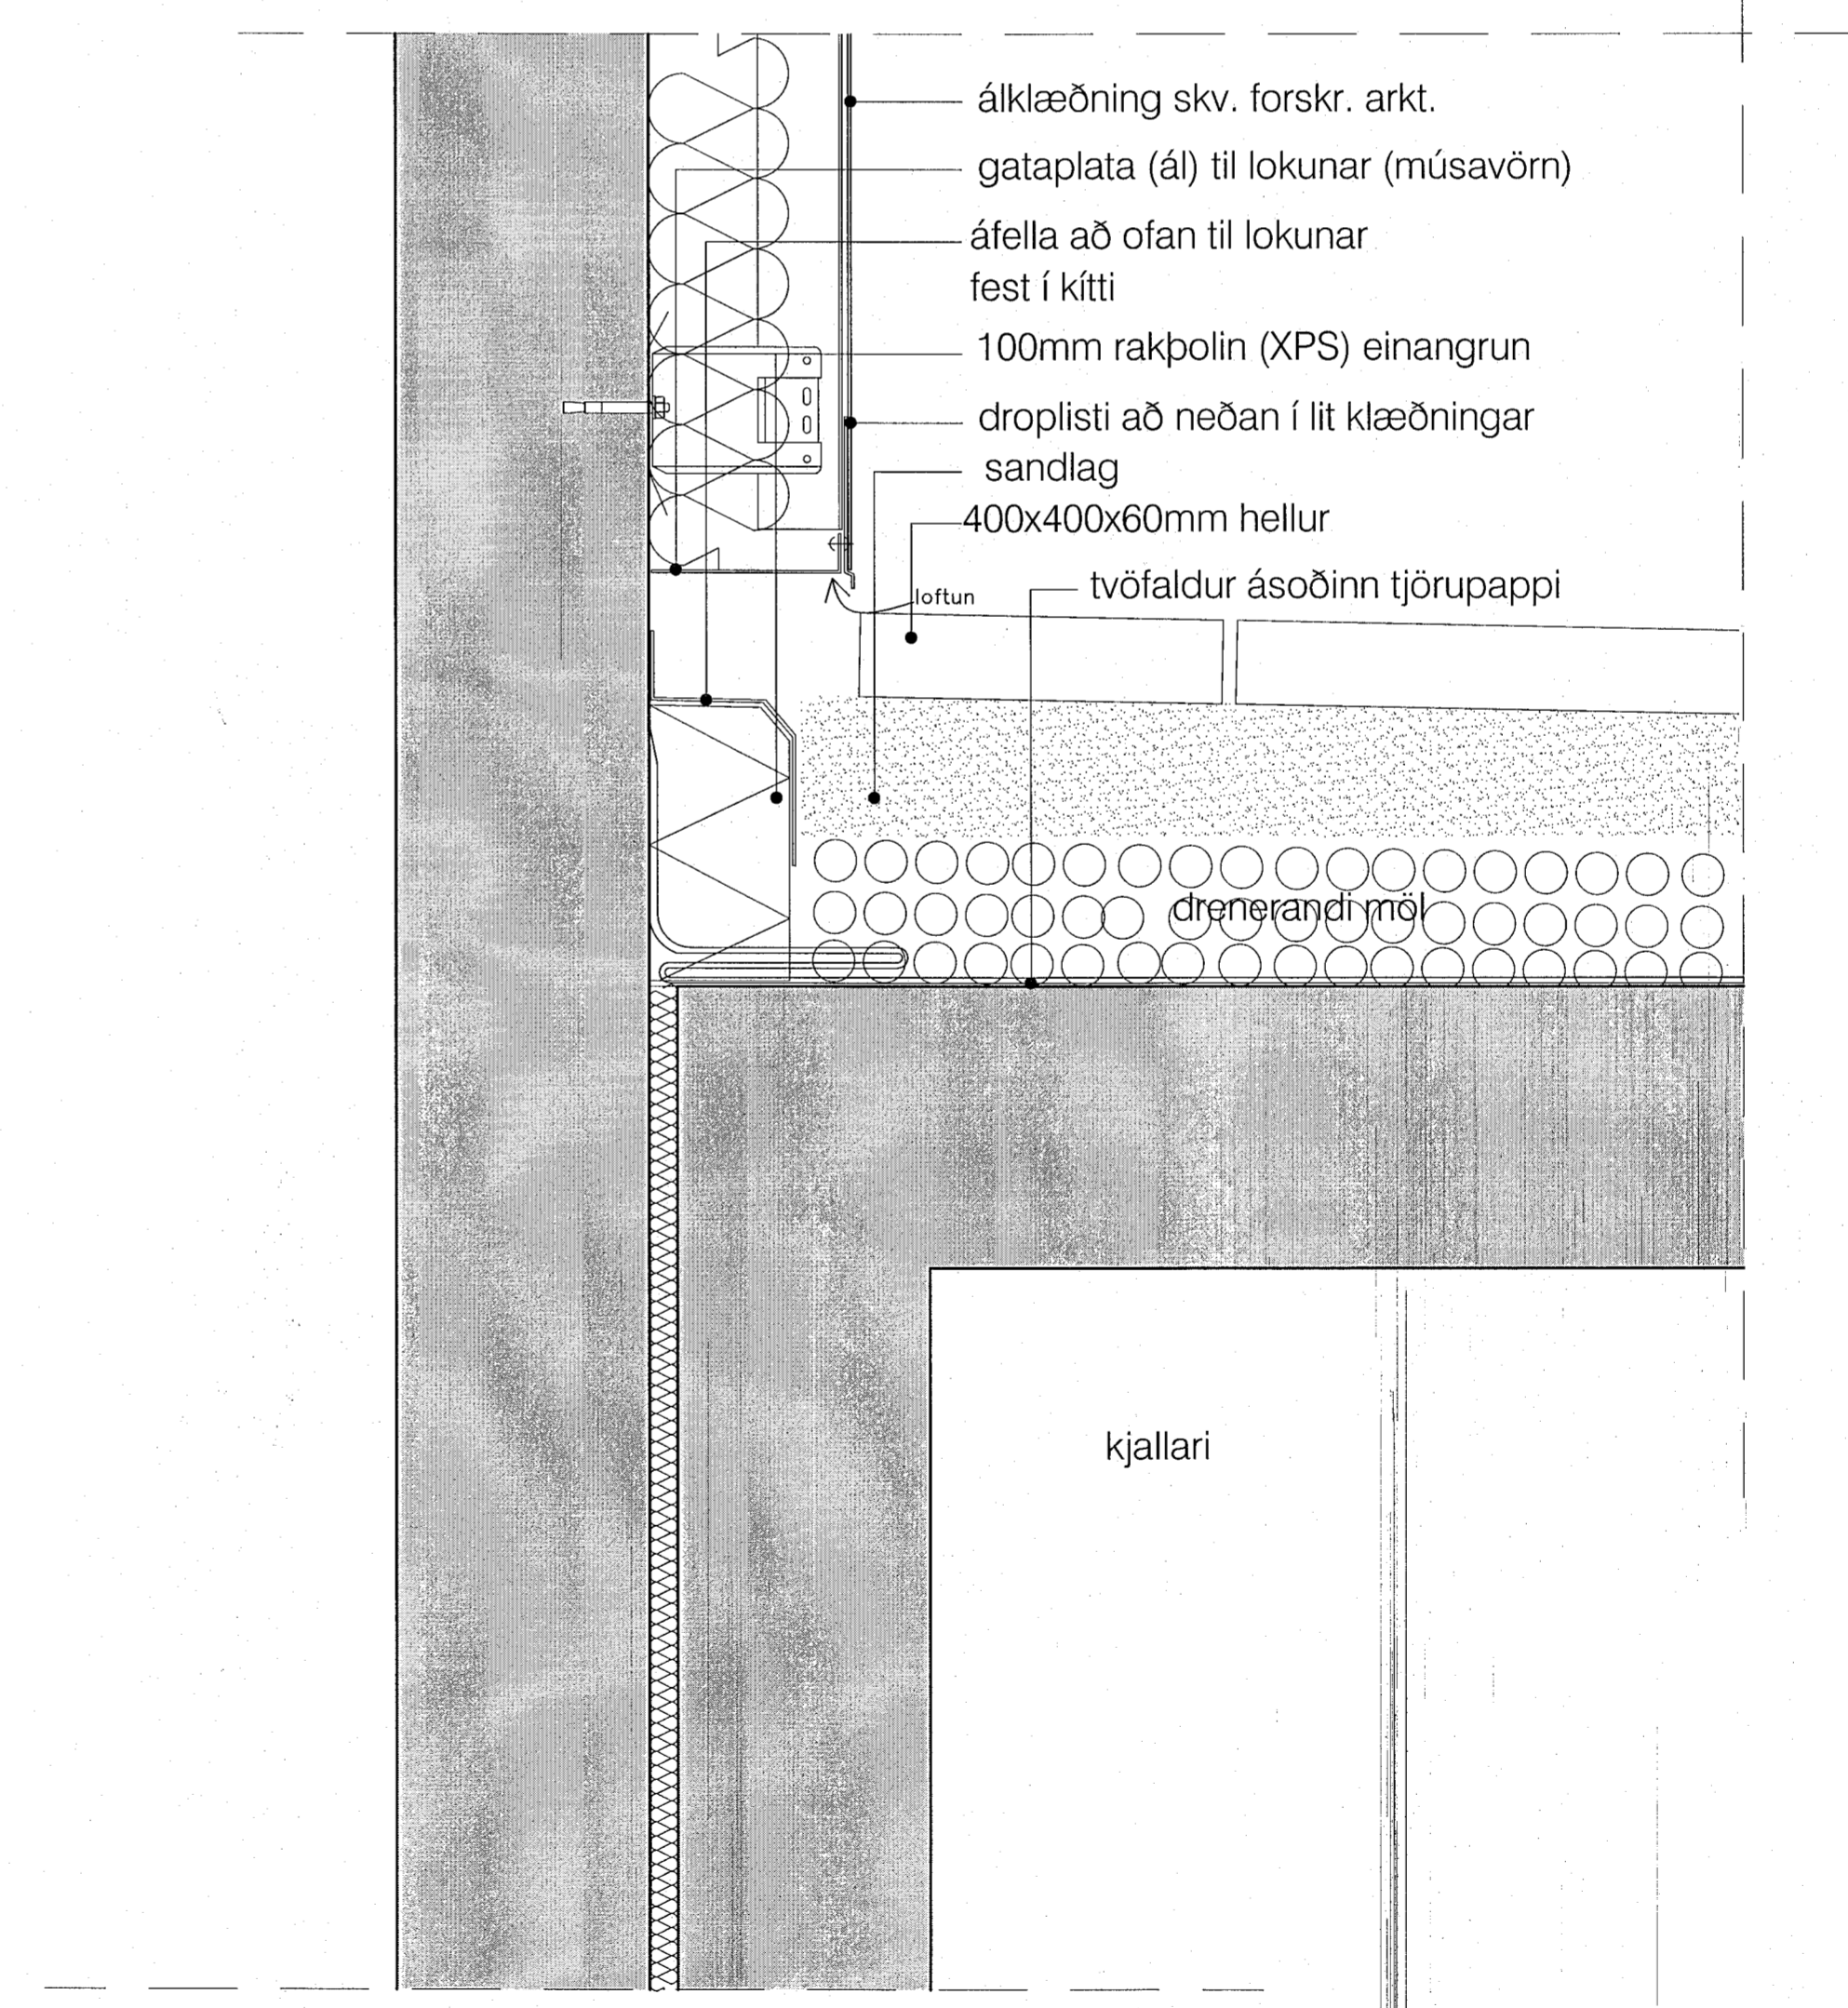 álklæðning skv. forskr. arkt.
gataplata (ál) til lokunar (músavörn)
áfella að ofan til lokunar
fest í kítti
100mm rakþolin (XPS) einangrun
droplisti að neðan í lit klæðningar
sandlag
400x400x60mm hellur
tvöfaldur ásoðinn tjörupappi
loftun
drenerandi möl
kjallari